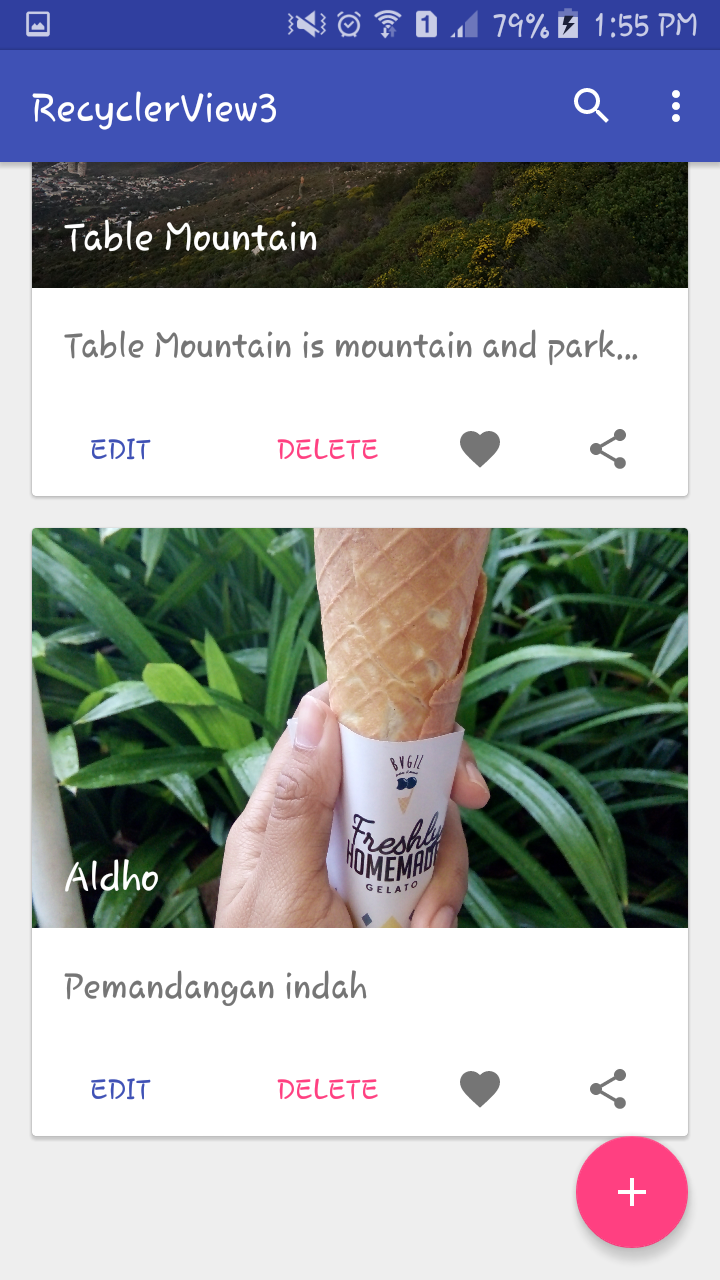 1 79% 1:55 PM
RecyclerView3
Table Mountain
Table Mountain is mountain and park...
EDIT DELETE
BVGIL
Freshly
HOMEMADE
GELATO
Aldho
Pemandangan indah
EDIT DELETE